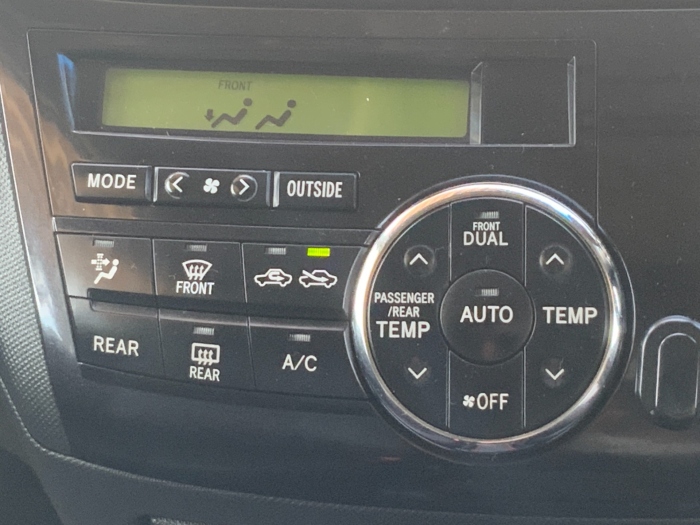 FRONT
MODE
OUTSIDE
FRONT
DUAL
FRONT
PASSENGER
/REAR
TEMP
AUTO
TEMP
REAR
REAR
A/C
OFF